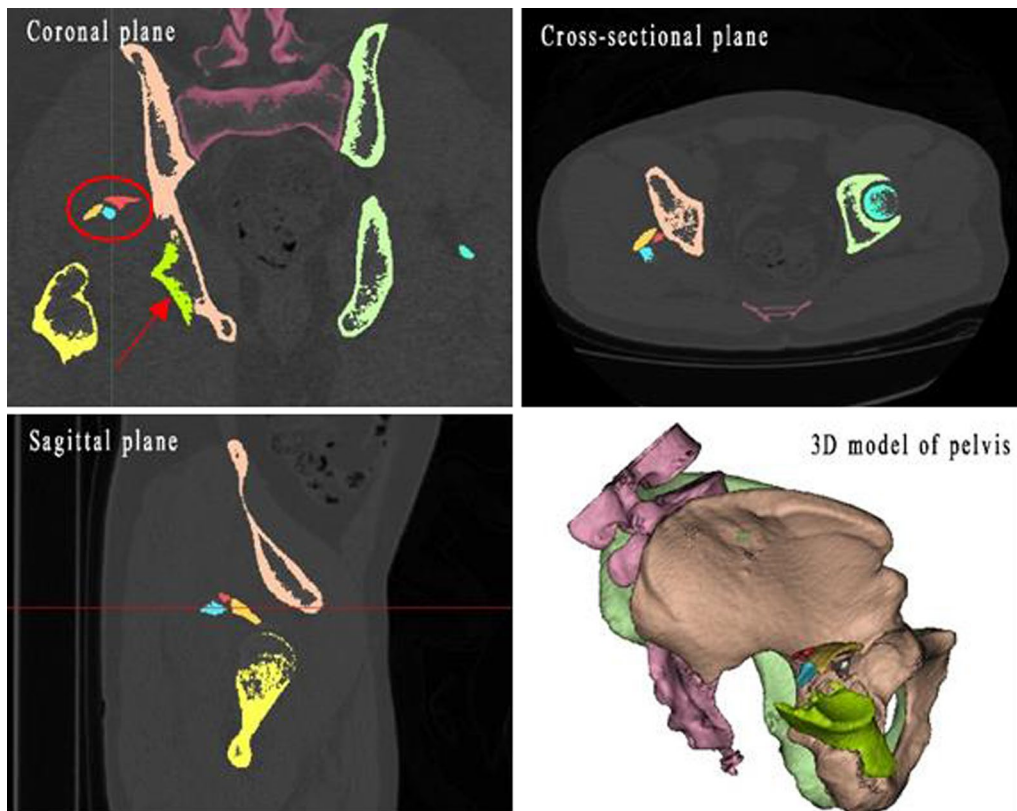 Coronal plane
Cross-sectional plane
Sagittal plane
3D model of pelvis